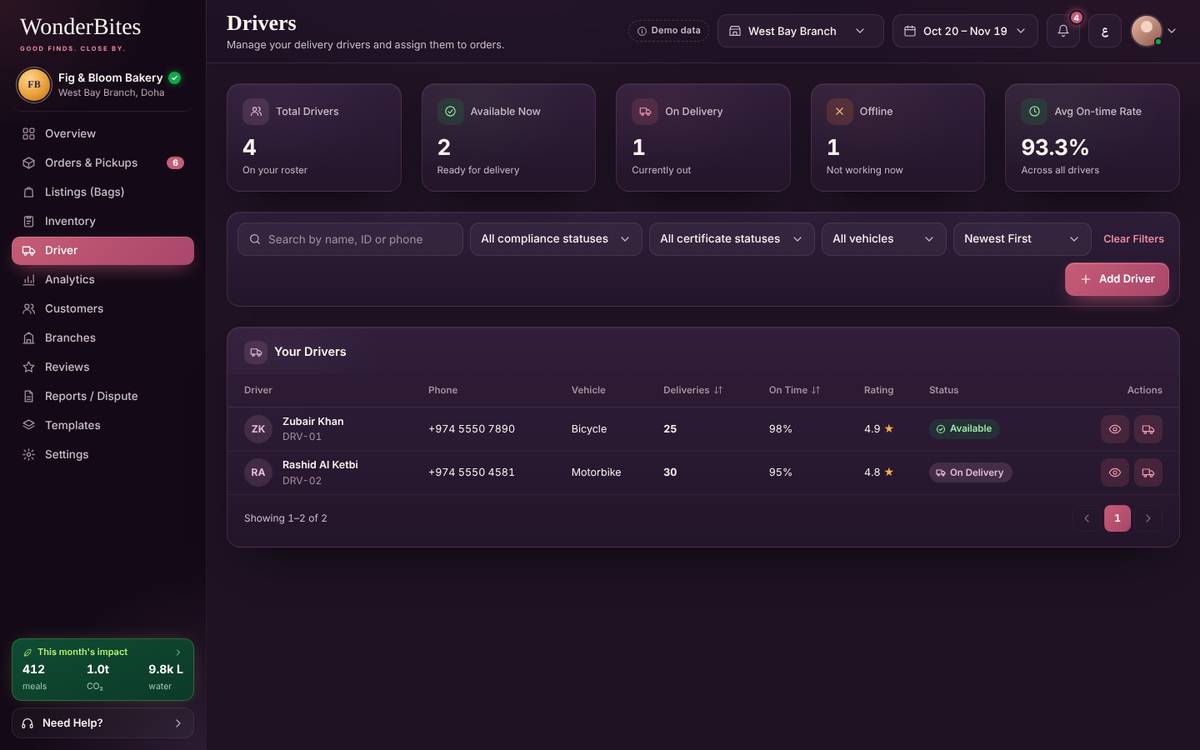 WonderBites
GOOD FINDS. CLOSE BY.
FB
Fig & Bloom Bakery
West Bay Branch, Doha
Overview
Orders & Pickups 6
Listings (Bags)
Inventory
Driver
Analytics
Customers
Branches
Reviews
Reports / Dispute
Templates
Settings
This month's impact
412 1.0t 9.8k L
meals CO₂ water
Need Help?
Drivers
Manage your delivery drivers and assign them to orders.
Demo data
West Bay Branch
Oct 20 – Nov 19
4
ع
Total Drivers
4
On your roster
Available Now
2
Ready for delivery
On Delivery
1
Currently out
Offline
1
Not working now
Avg On-time Rate
93.3%
Across all drivers
Search by name, ID or phone
All compliance statuses
All certificate statuses
All vehicles
Newest First
Clear Filters
+ Add Driver
Your Drivers
Driver Phone Vehicle Deliveries On Time Rating Status Actions
ZK Zubair Khan +974 5550 7890 Bicycle 25 98% 4.9 ★ Available
DRV-01
RA Rashid Al Ketbi +974 5550 4581 Motorbike 30 95% 4.8 ★ On Delivery
DRV-02
Showing 1–2 of 2
1